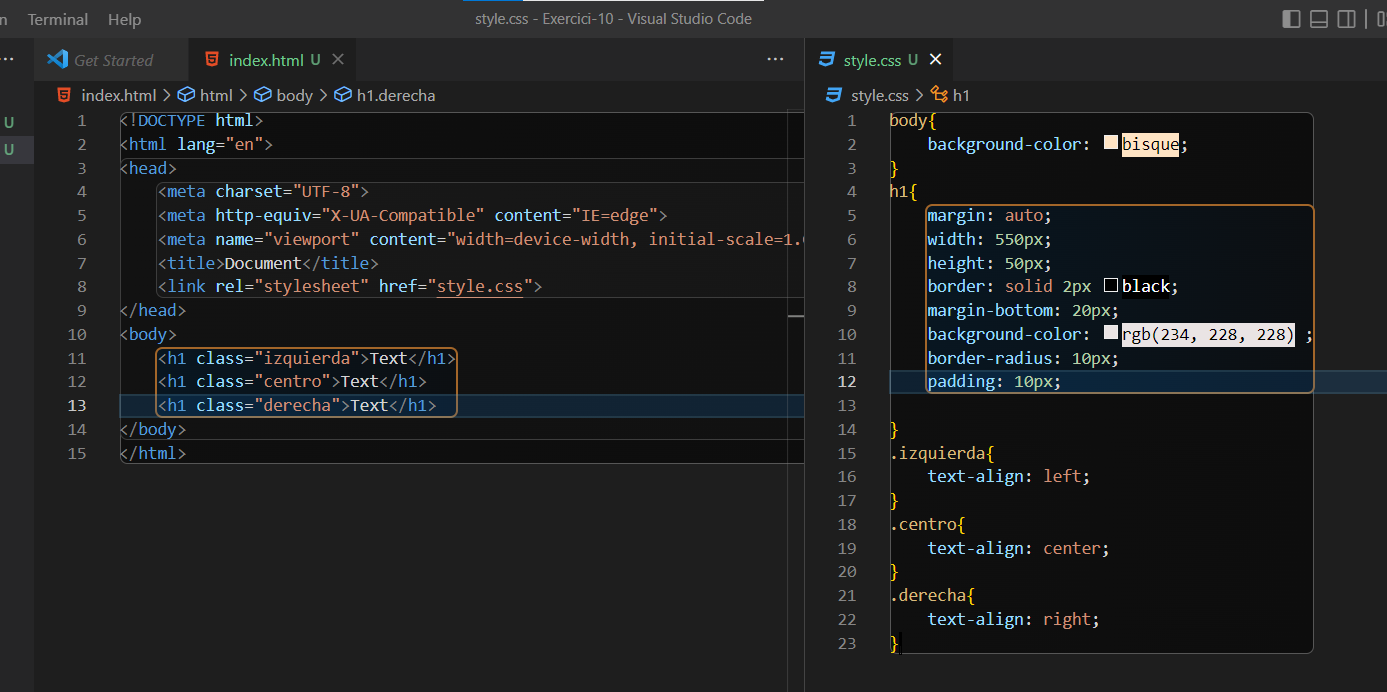 Terminal Help
style.css - Exercici-10 - Visual Studio Code
Get Started
index.html U
index.html > html > body > h1.derecha
1 <!DOCTYPE html>
2 <html lang="en">
3 <head>
4 <meta charset="UTF-8">
5 <meta http-equiv="X-UA-Compatible" content="IE=edge">
6 <meta name="viewport" content="width=device-width, initial-scale=1.
7 <title>Document</title>
8 <link rel="stylesheet" href="style.css">
9 </head>
10 <body>
11 <h1 class="izquierda">Text</h1>
12 <h1 class="centro">Text</h1>
13 <h1 class="derecha">Text</h1>
14 </body>
15 </html>
U
U
style.css U
style.css > h1
1 body{
2 background-color: bisque;
3 }
4 h1{
5 margin: auto;
6 width: 550px;
7 height: 50px;
8 border: solid 2px black;
9 margin-bottom: 20px;
10 background-color: rgb(234, 228, 228) ;
11 border-radius: 10px;
12 padding: 10px;
13
14 }
15 .izquierda{
16 text-align: left;
17 }
18 .centro{
19 text-align: center;
20 }
21 .derecha{
22 text-align: right;
23 }